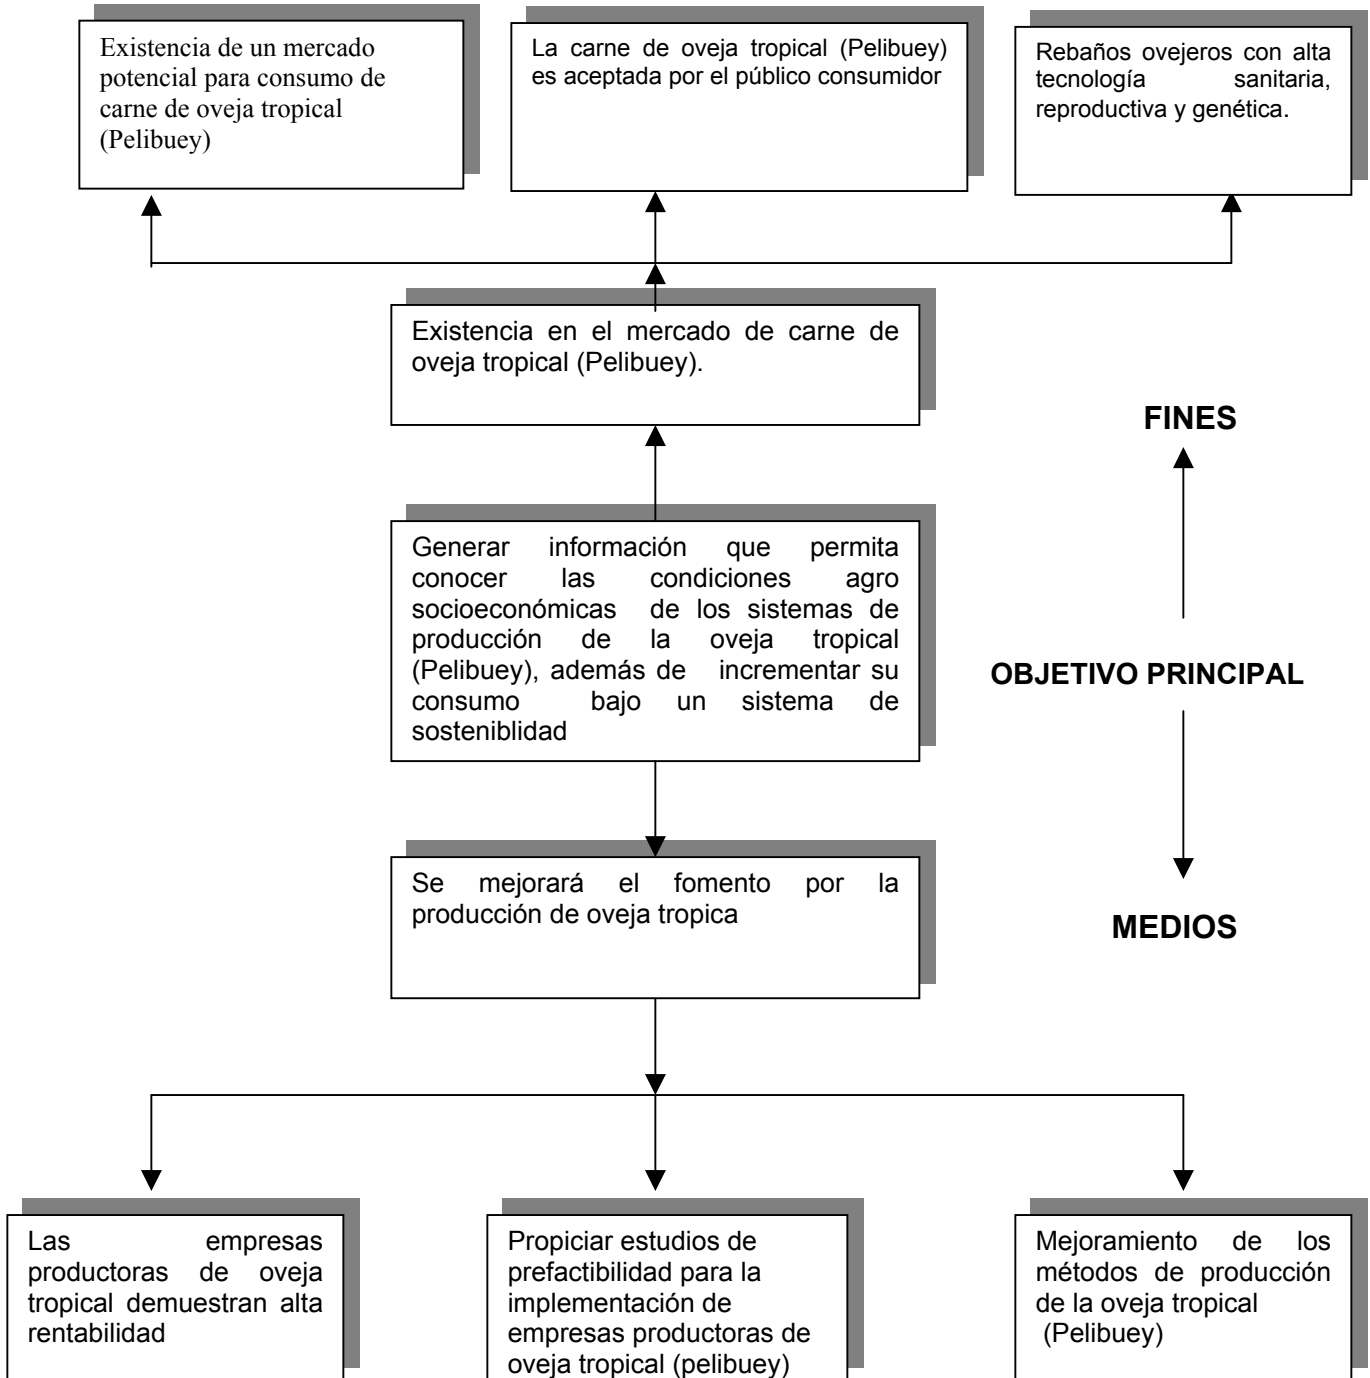 Existencia de un mercado
potencial para consumo de
carne de oveja tropical
(Pelibuey)
La carne de oveja tropical (Pelibuey)
es aceptada por el público consumidor
Rebaños ovejeros con alta
tecnología sanitaria,
reproductiva y genética.
Existencia en el mercado de carne de
oveja tropical (Pelibuey).
FINES
Generar información que permita
conocer las condiciones agro
socioeconómicas de los sistemas de
producción de la oveja tropical
(Pelibuey), además de incrementar su
consumo bajo un sistema de
sosteniblidad
OBJETIVO PRINCIPAL
Se mejorará el fomento por la
producción de oveja tropica
MEDIOS
Las empresas
productoras de oveja
tropical demuestran alta
rentabilidad
Propiciar estudios de
prefactibilidad para la
implementación de
empresas productoras de
oveja tropical (pelibuey)
Mejoramiento de los
métodos de producción
de la oveja tropical
(Pelibuey)